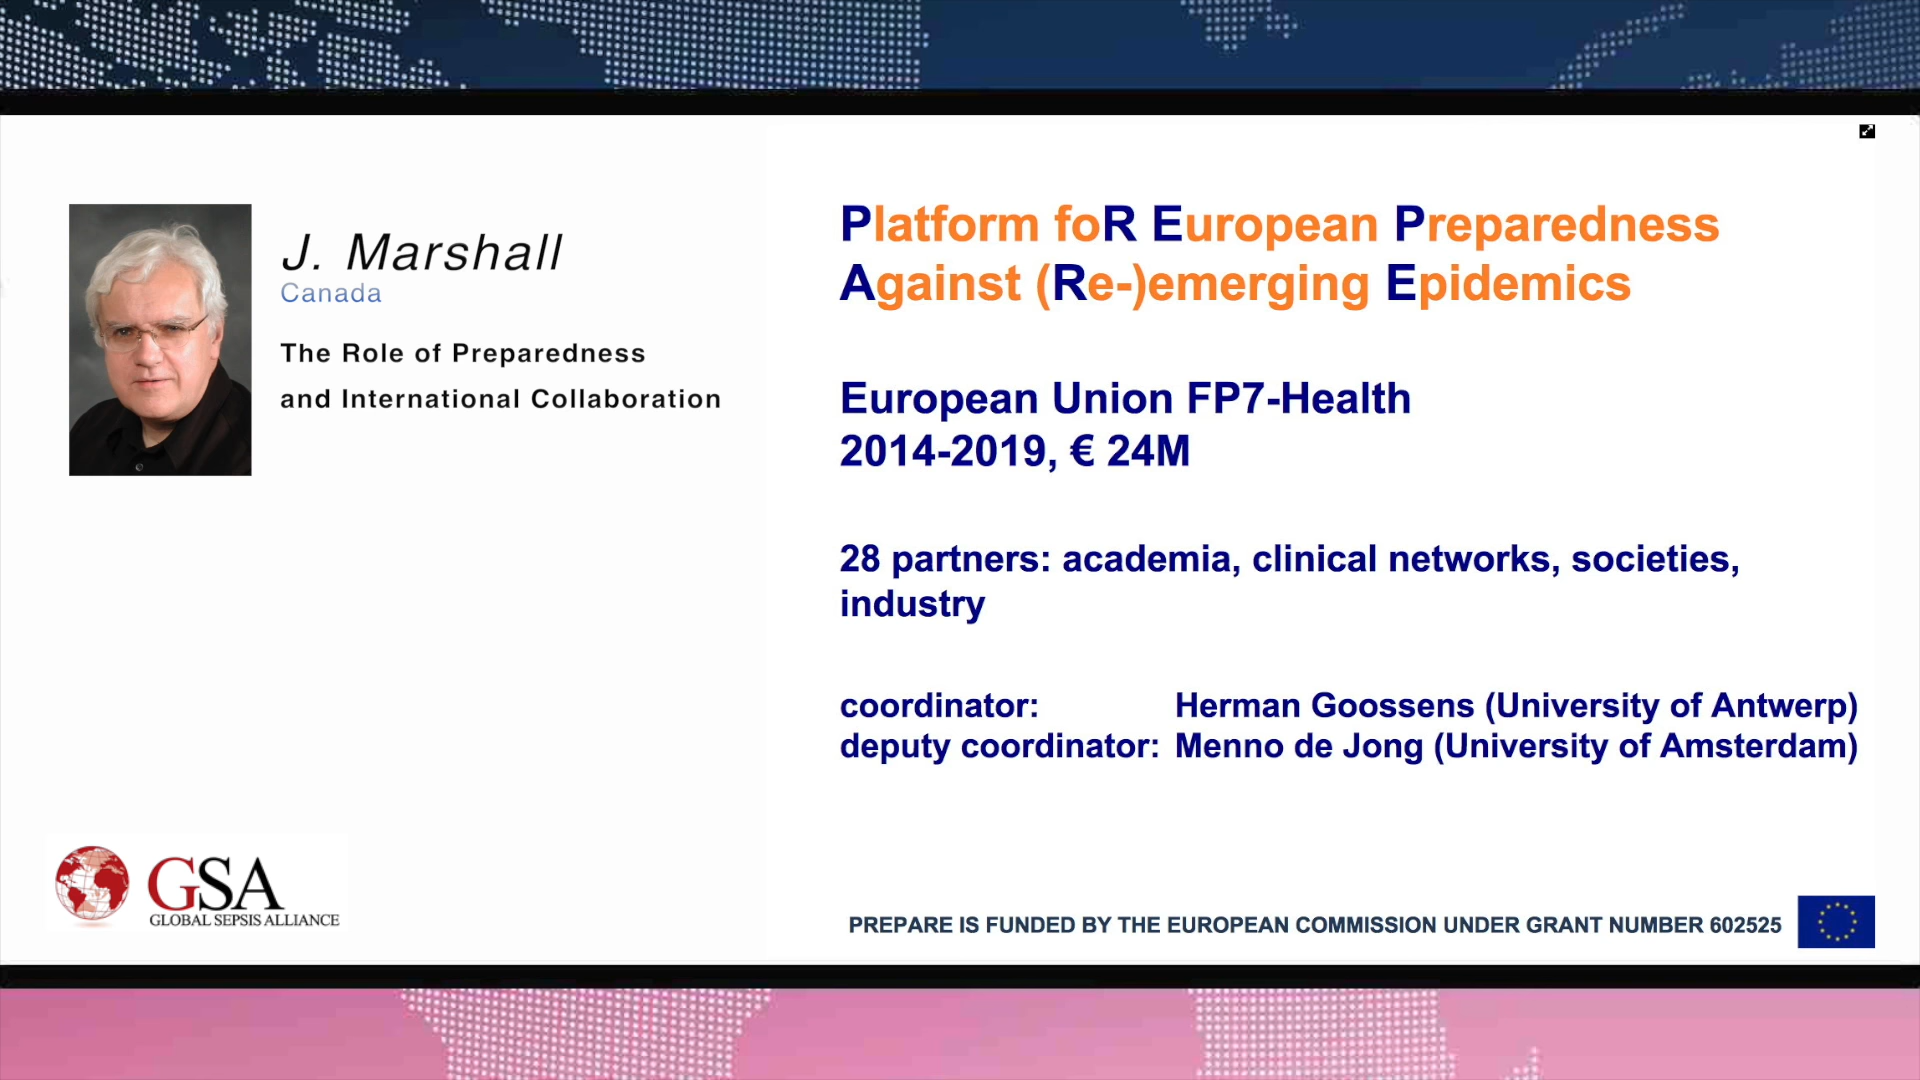 J. Marshall
Canada
The Role of Preparedness
and International Collaboration
GSA
GLOBAL SEPSIS ALLIANCE
Platform foR European Preparedness
Against (Re-)emerging Epidemics
European Union FP7-Health
2014-2019, € 24M
28 partners: academia, clinical networks, societies,
industry
coordinator: Herman Goossens (University of Antwerp)
deputy coordinator: Menno de Jong (University of Amsterdam)
PREPARE IS FUNDED BY THE EUROPEAN COMMISSION UNDER GRANT NUMBER 602525